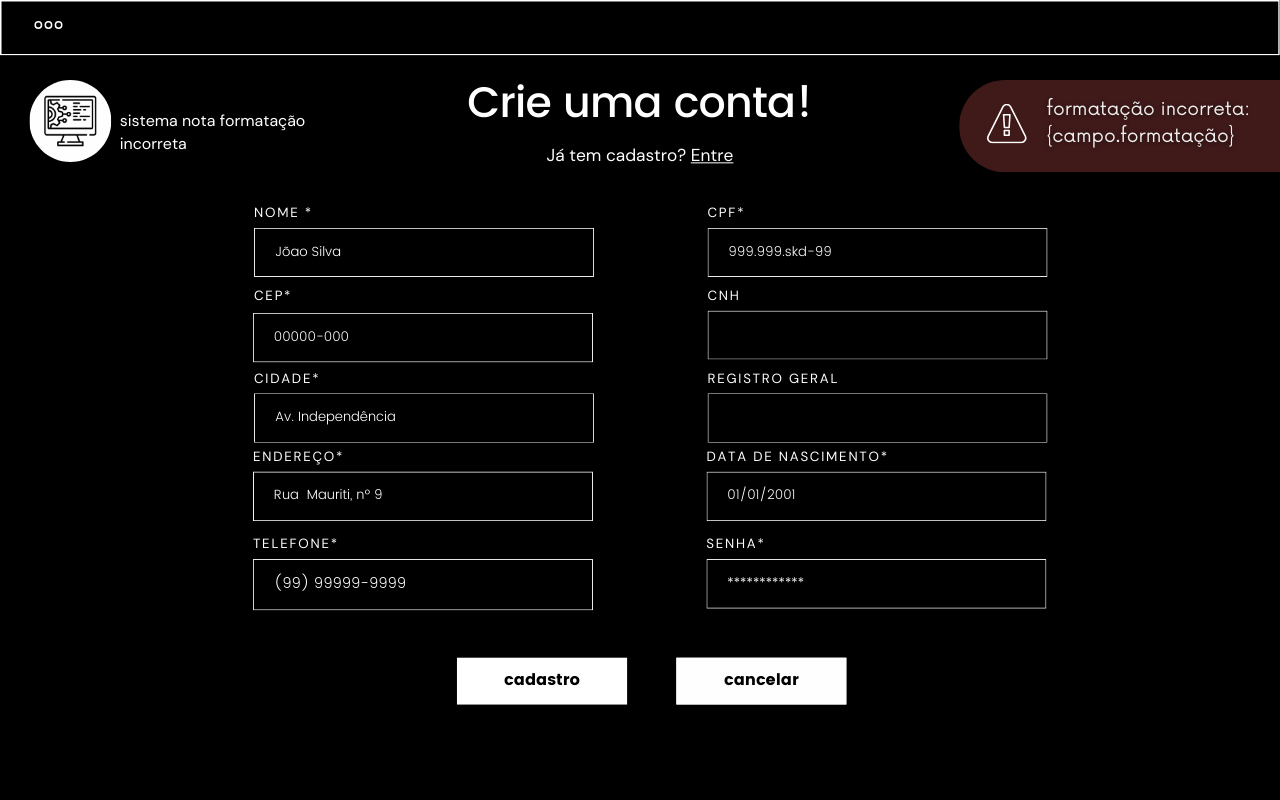 sistema nota formatação
incorreta
Crie uma conta!
Já tem cadastro? Entre
formatação incorreta:
{campo.formatação}
NOME *
Jõao Silva
CEP*
00000-000
CIDADE*
Av. Independência
ENDEREÇO*
Rua  Mauriti, nº 9
TELEFONE*
(99) 99999-9999
CPF*
999.999.skd-99
CNH
REGISTRO GERAL
DATA DE NASCIMENTO*
01/01/2001
SENHA*
************
cadastro
cancelar